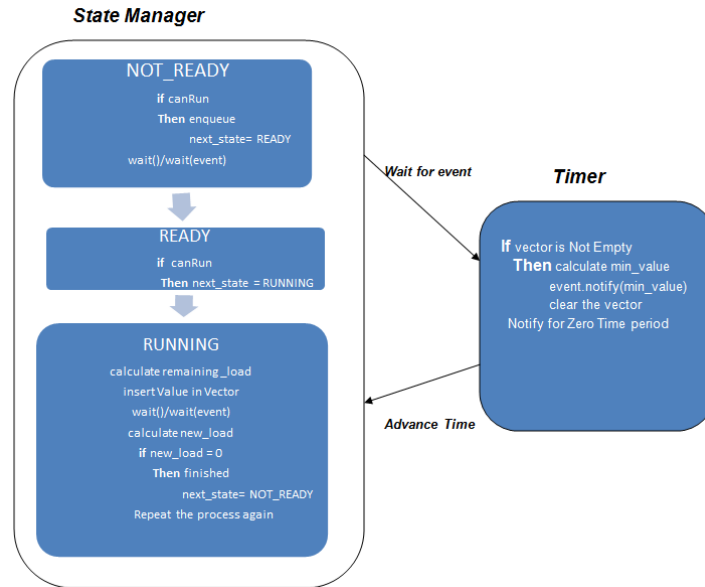 State Manager
NOT_READY
if canRun
Then enqueue
next_state= READY
wait()/wait(event)
READY
if canRun
Then next_state = RUNNING
RUNNING
calculate remaining_load
insert Value in Vector
wait()/wait(event)
calculate new_load
if new_load = 0
Then finished
next_state= NOT_READY
Repeat the process again
Wait for event
Advance Time
Timer
If vector is Not Empty
Then calculate min_value
event.notify(min_value)
clear the vector
Notify for Zero Time period